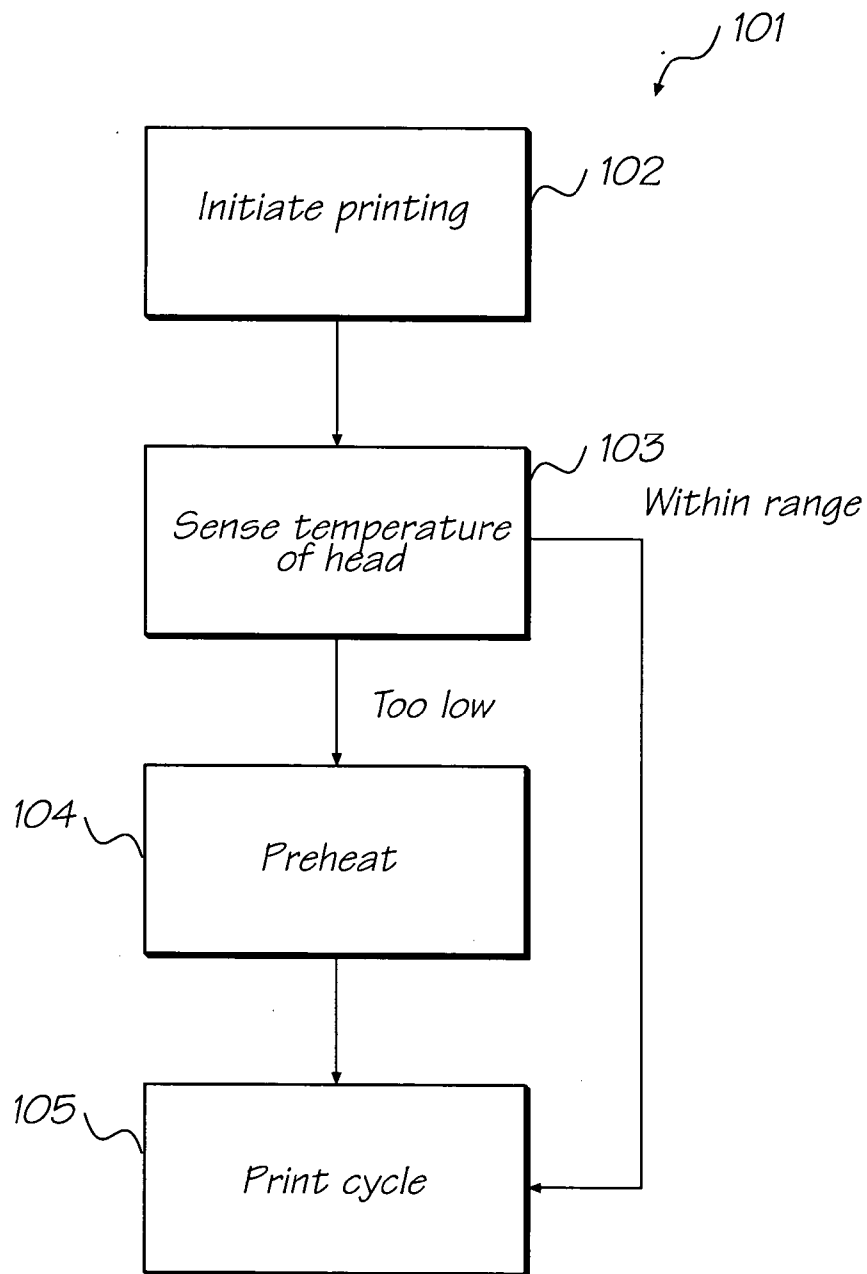 101
Initiate printing
102
Sense temperature
of head
103
Within range
Too low
104
Preheat
105
Print cycle